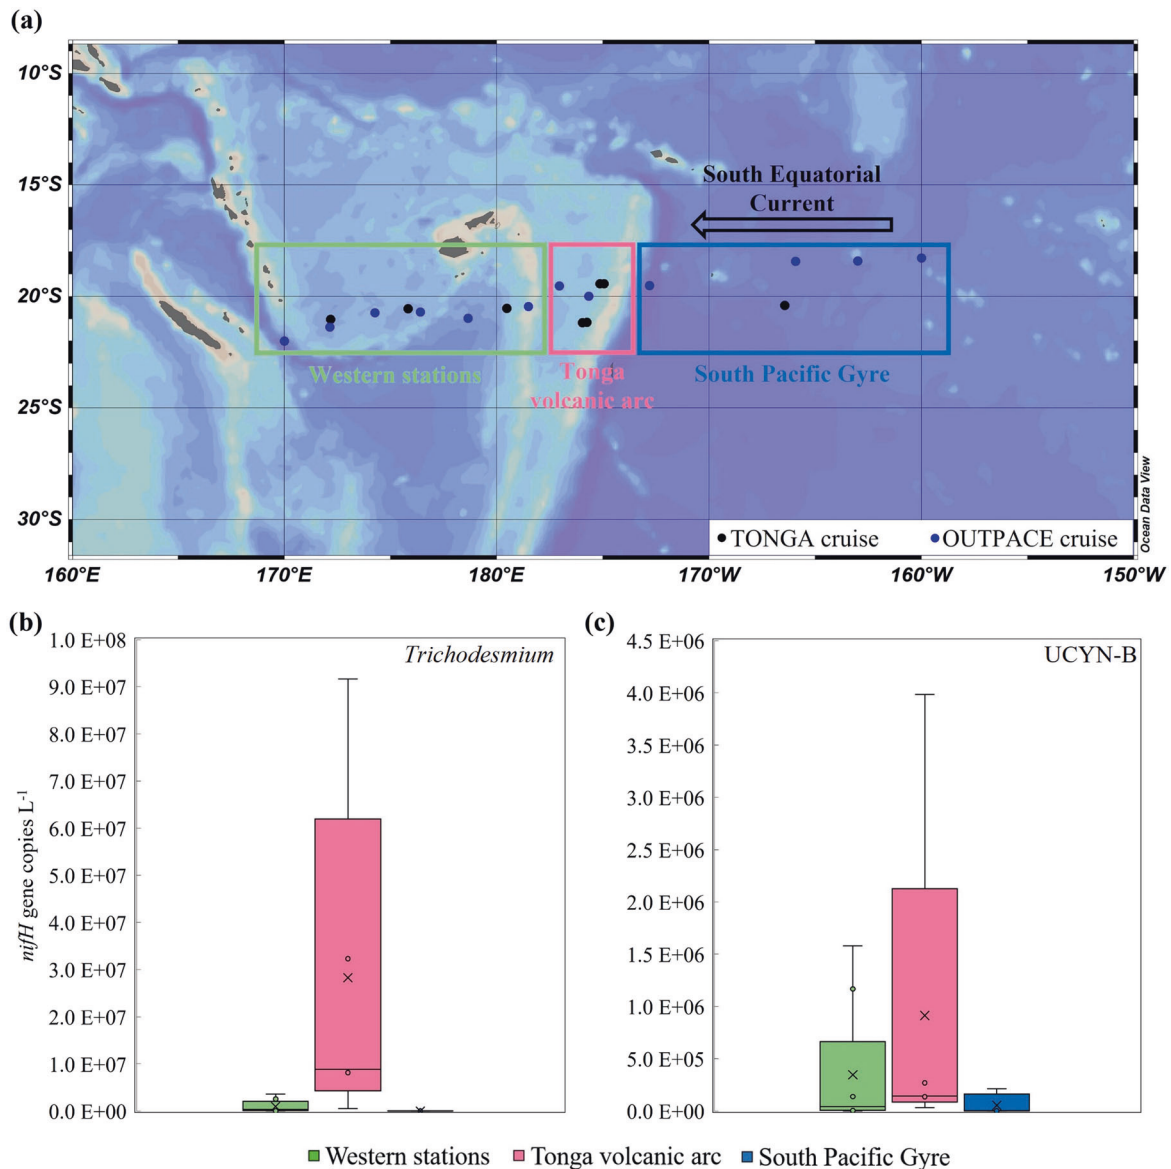 (a)
10°S
15°S
20°S
25°S
30°S
South Equatorial
Current
Western stations
Tonga
volcanic arc
South Pacific Gyre
TONGA cruise
OUTPACE cruise
Ocean Data View
160°E
170°E
180°E
170°W
160°W
150°W
(b)
Trichodesmium
1.0 E+08
9.0 E+07
8.0 E+07
7.0 E+07
6.0 E+07
5.0 E+07
4.0 E+07
3.0 E+07
2.0 E+07
1.0 E+07
0.0 E+00
nifH gene copies L⁻¹
(c)
UCYN-B
4.5 E+06
4.0 E+06
3.5 E+06
3.0 E+06
2.5 E+06
2.0 E+06
1.5 E+06
1.0 E+06
5.0 E+05
0.0 E+00
Western stations
Tonga volcanic arc
South Pacific Gyre